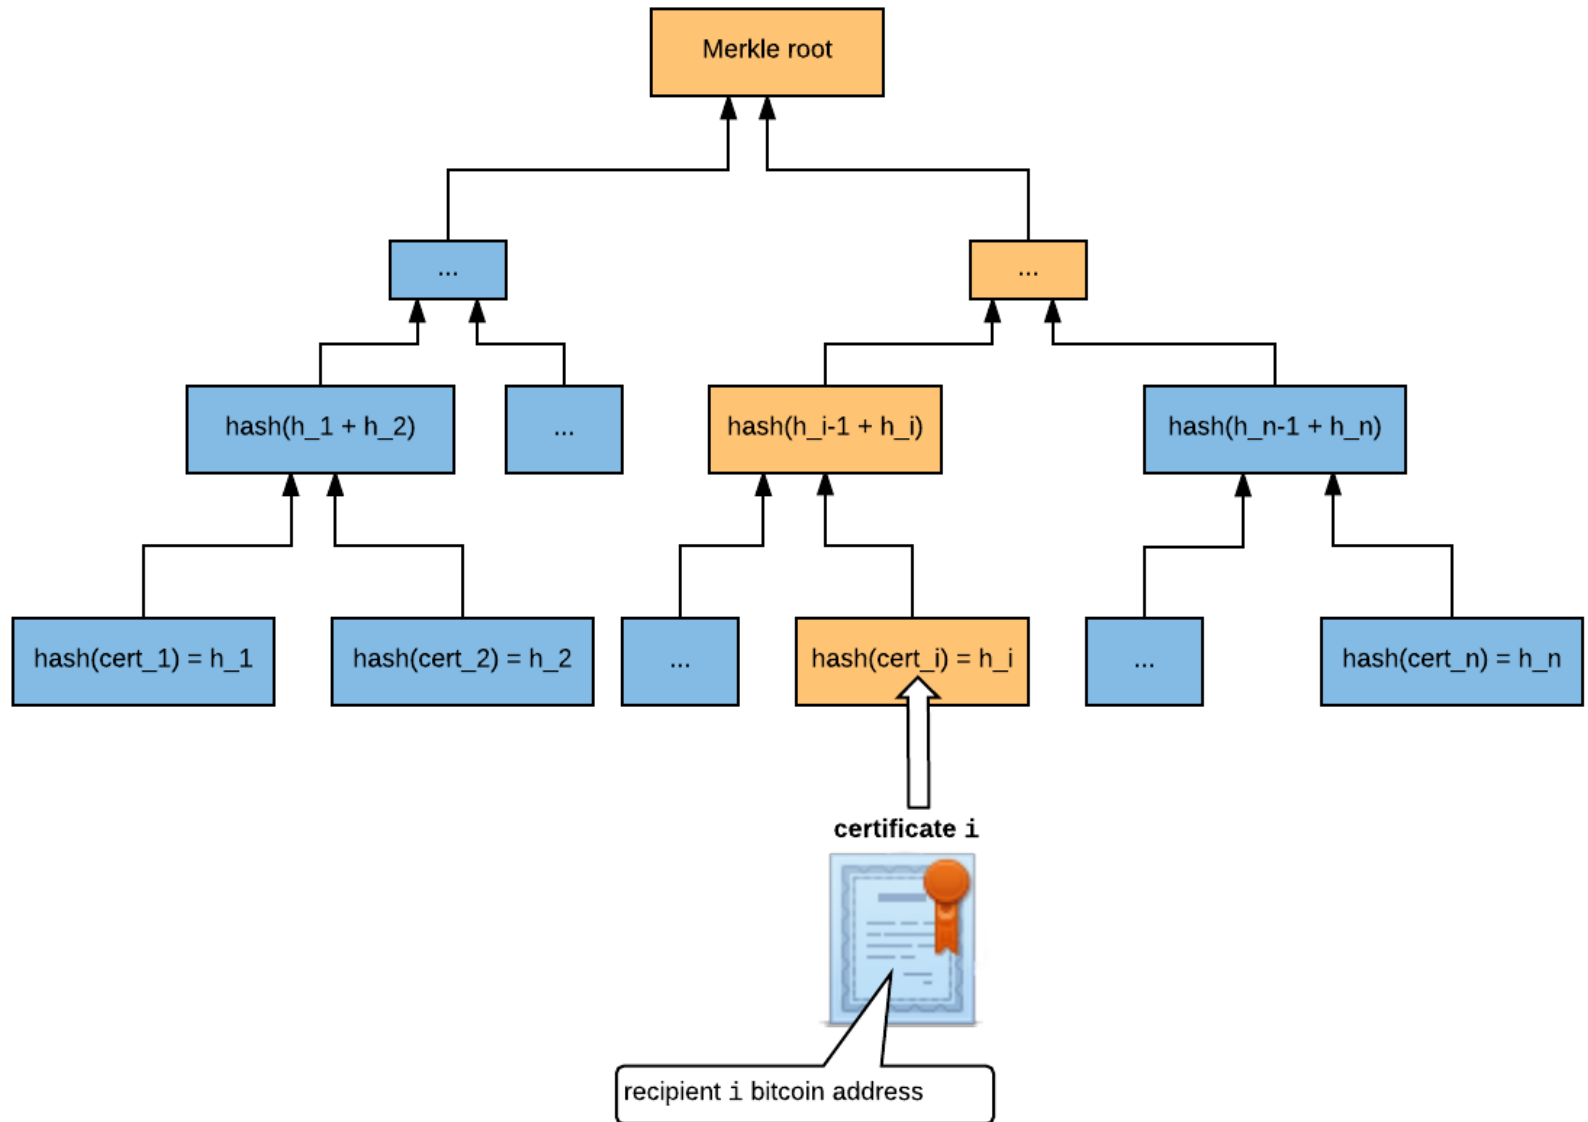 Merkle root
...
...
hash(h_1 + h_2)
...
hash(h_i-1 + h_i)
hash(h_n-1 + h_n)
hash(cert_1) = h_1
hash(cert_2) = h_2
...
hash(cert_i) = h_i
...
hash(cert_n) = h_n
certificate i
recipient i bitcoin address